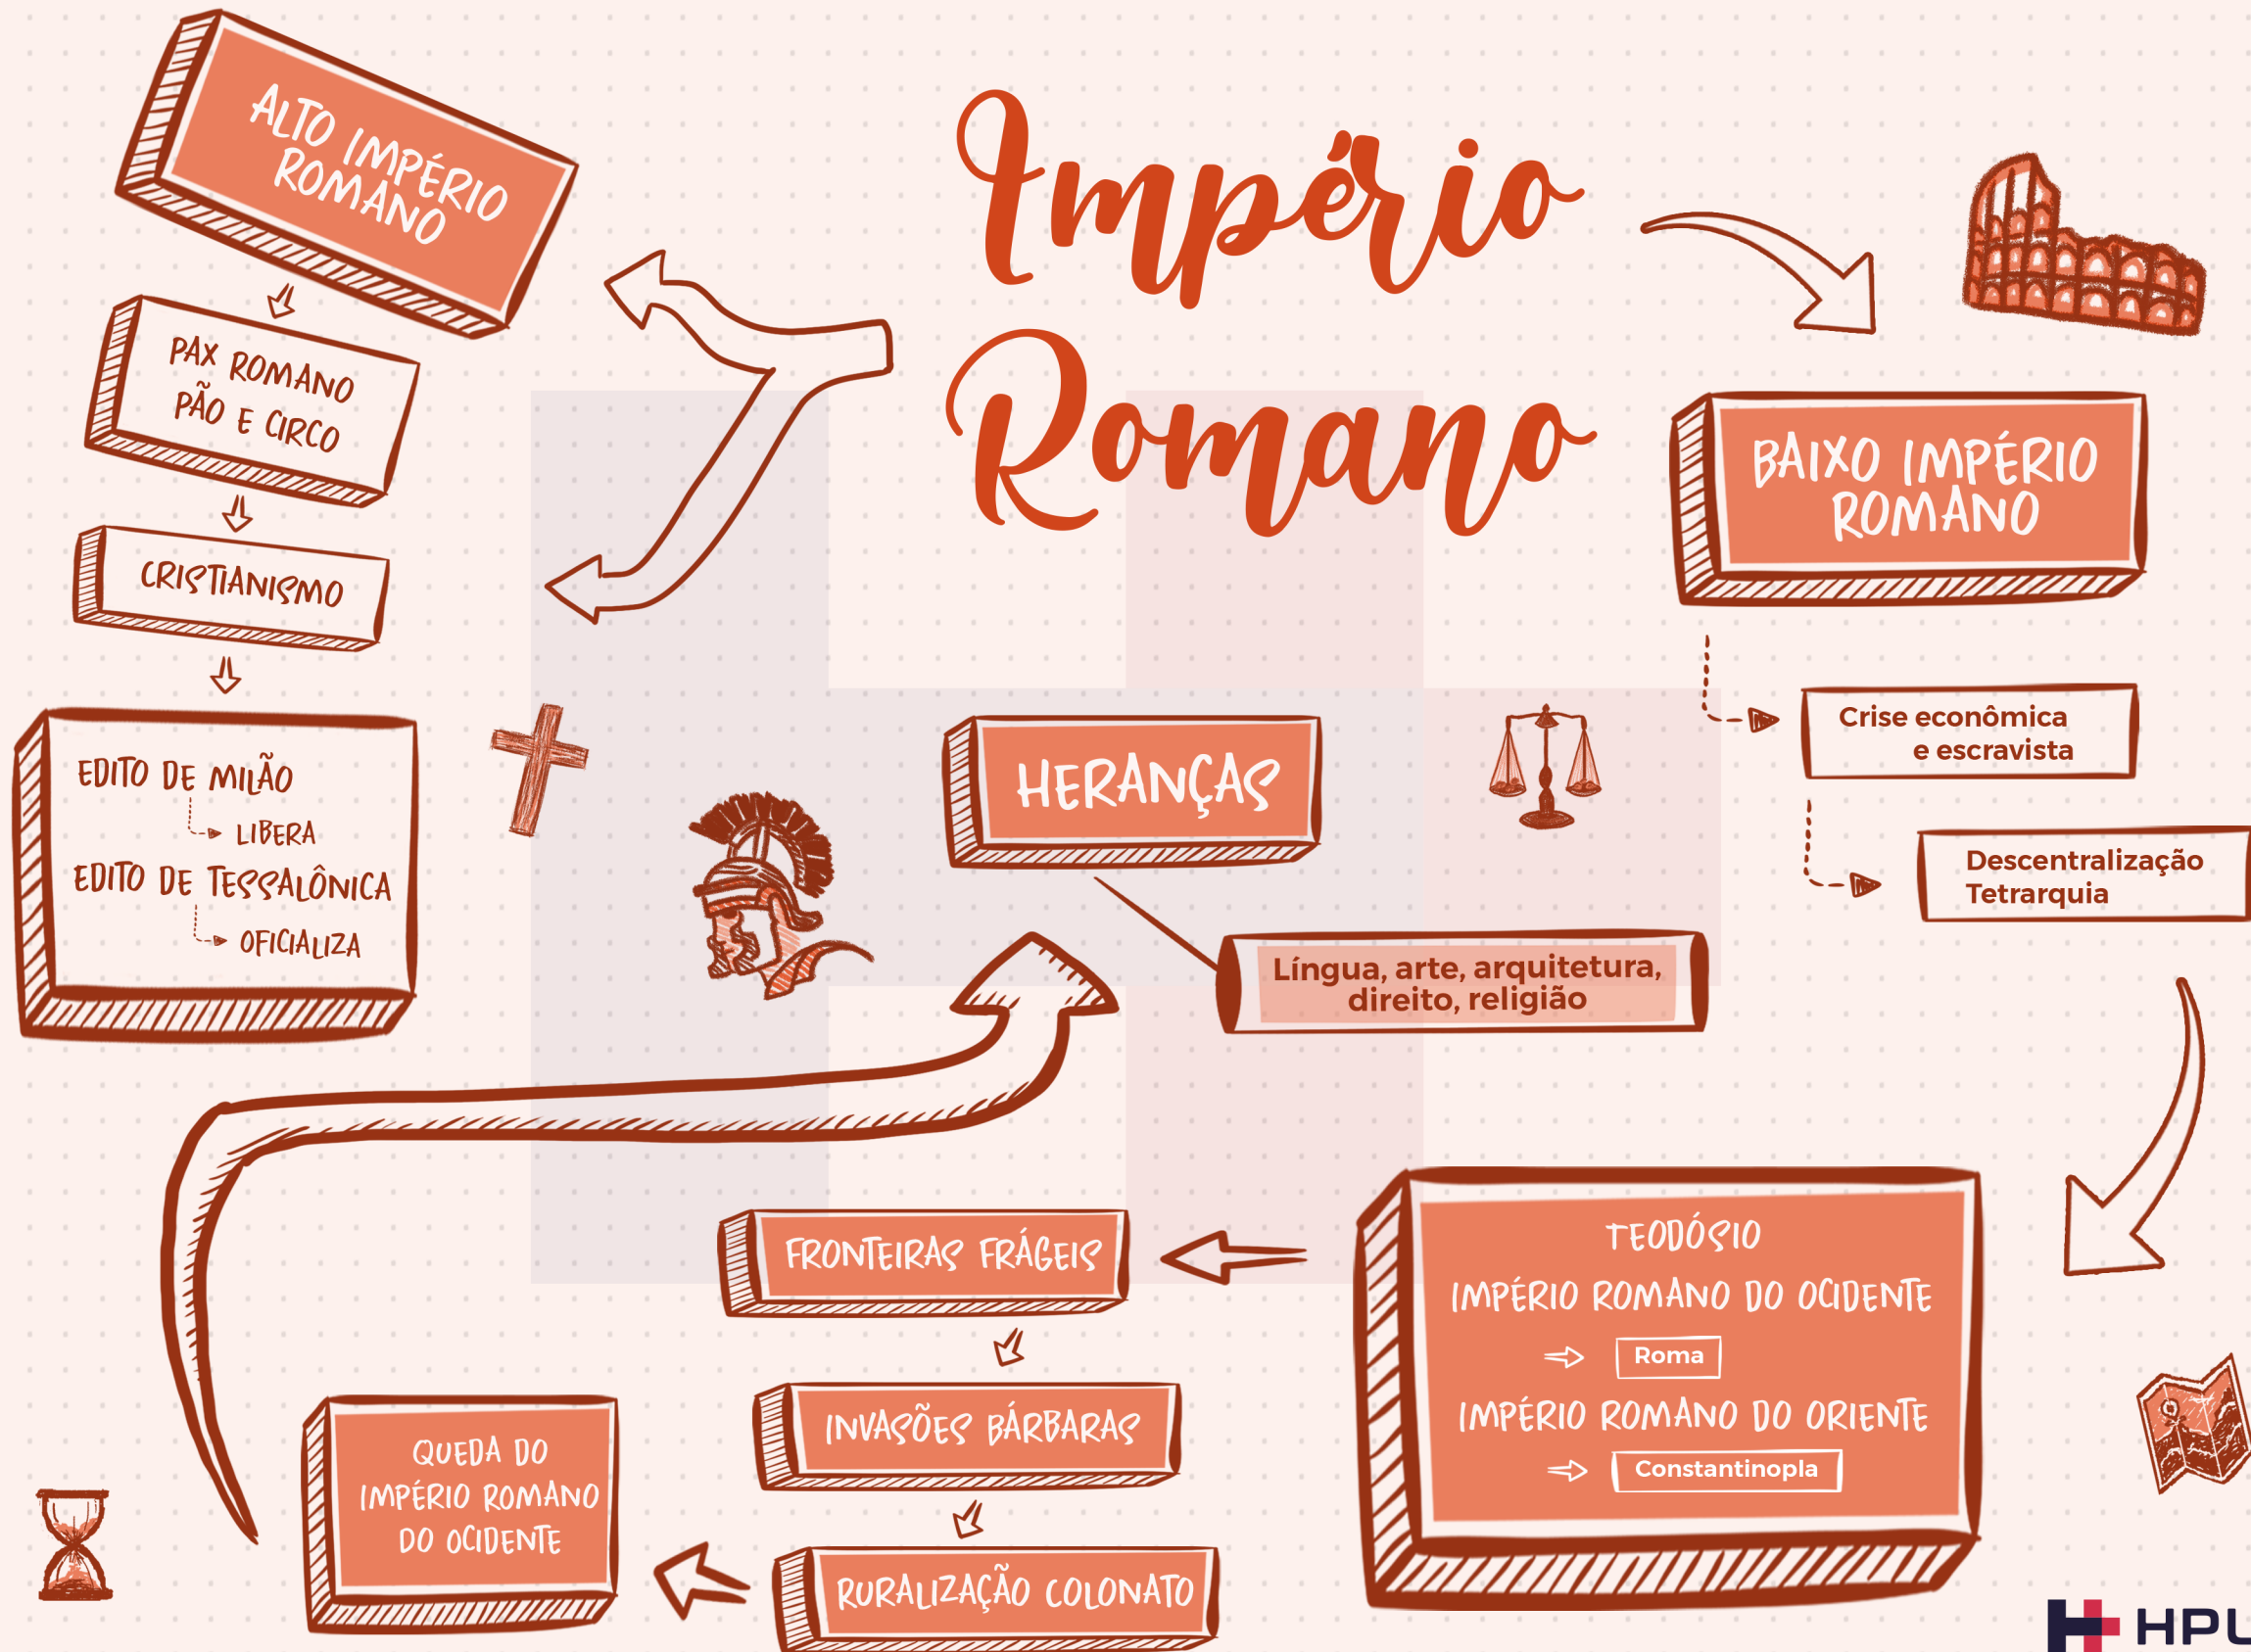 Império
Romano
ALTO IMPÉRIO
ROMANO
PAX ROMANO
PÃO E CIRCO
CRISTIANISMO
EDITO DE MILÃO
LIBERA
EDITO DE TESSALÔNICA
OFICIALIZA
BAIXO IMPÉRIO
ROMANO
Crise econômica
e escravista
Descentralização
Tetrarquia
TEODÓSIO
IMPÉRIO ROMANO DO OCIDENTE
Roma
IMPÉRIO ROMANO DO ORIENTE
Constantinopla
FRONTEIRAS FRÁGEIS
INVASÕES BÁRBARAS
RURALIZAÇÃO COLONATO
QUEDA DO
IMPÉRIO ROMANO
DO OCIDENTE
HERANÇAS
Língua, arte, arquitetura,
direito, religião